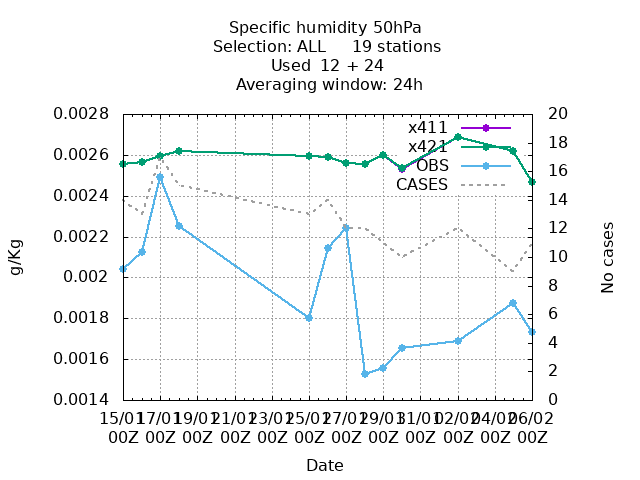 Specific humidity 50hPa
Selection: ALL 19 stations
Used 12 + 24
Averaging window: 24h
0.0028
0.0026
0.0024
0.0022
0.002
0.0018
0.0016
0.0014
20
18
16
14
12
10
8
6
4
2
0
x411
x421
OBS
CASES
g/Kg
No cases
15/01 17/01 19/01 21/01 23/01 25/01 27/01 29/01 31/01 02/02 04/02 06/02
00Z 00Z 00Z 00Z 00Z 00Z 00Z 00Z 00Z 00Z 00Z 00Z
Date